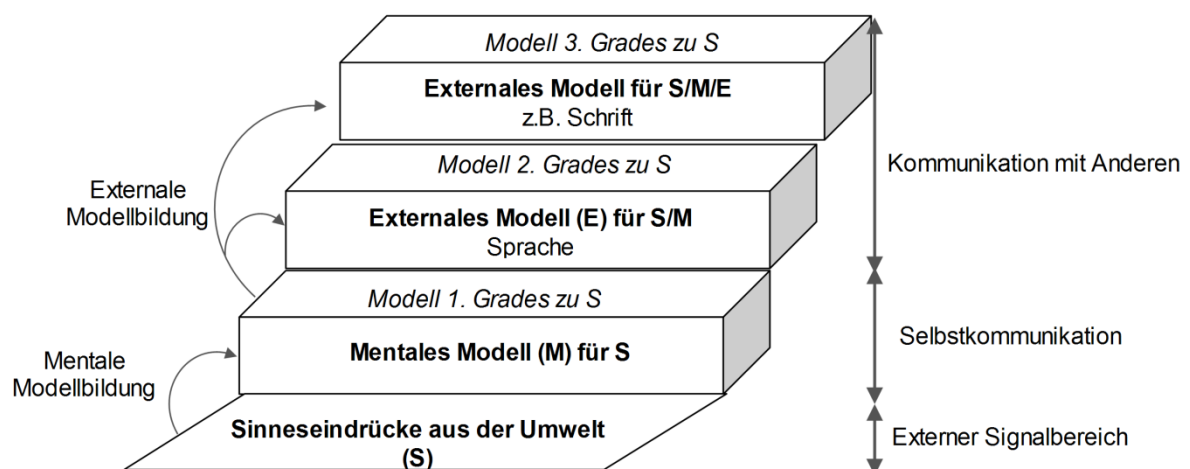 Modell 3. Grades zu S
Externales Modell für S/M/E
z.B. Schrift
Modell 2. Grades zu S
Externales Modell (E) für S/M
Sprache
Modell 1. Grades zu S
Mentales Modell (M) für S
Sinneseindrücke aus der Umwelt
(S)
Externale
Modellbildung
Mentale
Modellbildung
Kommunikation mit Anderen
Selbstkommunikation
Externer Signalbereich